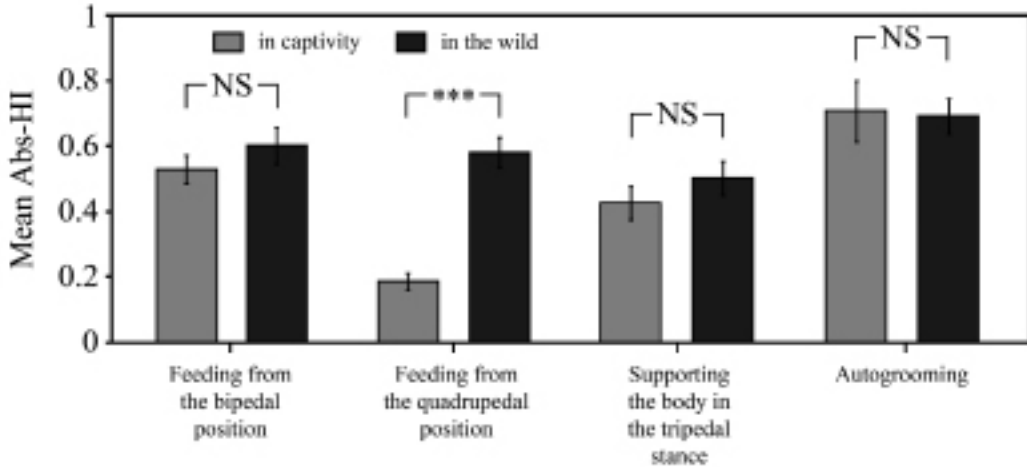 Mean Abs-HI
1
0.8
0.6
0.4
0.2
0
in captivity
in the wild
NS
***
NS
NS
Feeding from
the bipedal
position
Feeding from
the quadrupedal
position
Supporting
the body in
the tripedal
stance
Autogrooming